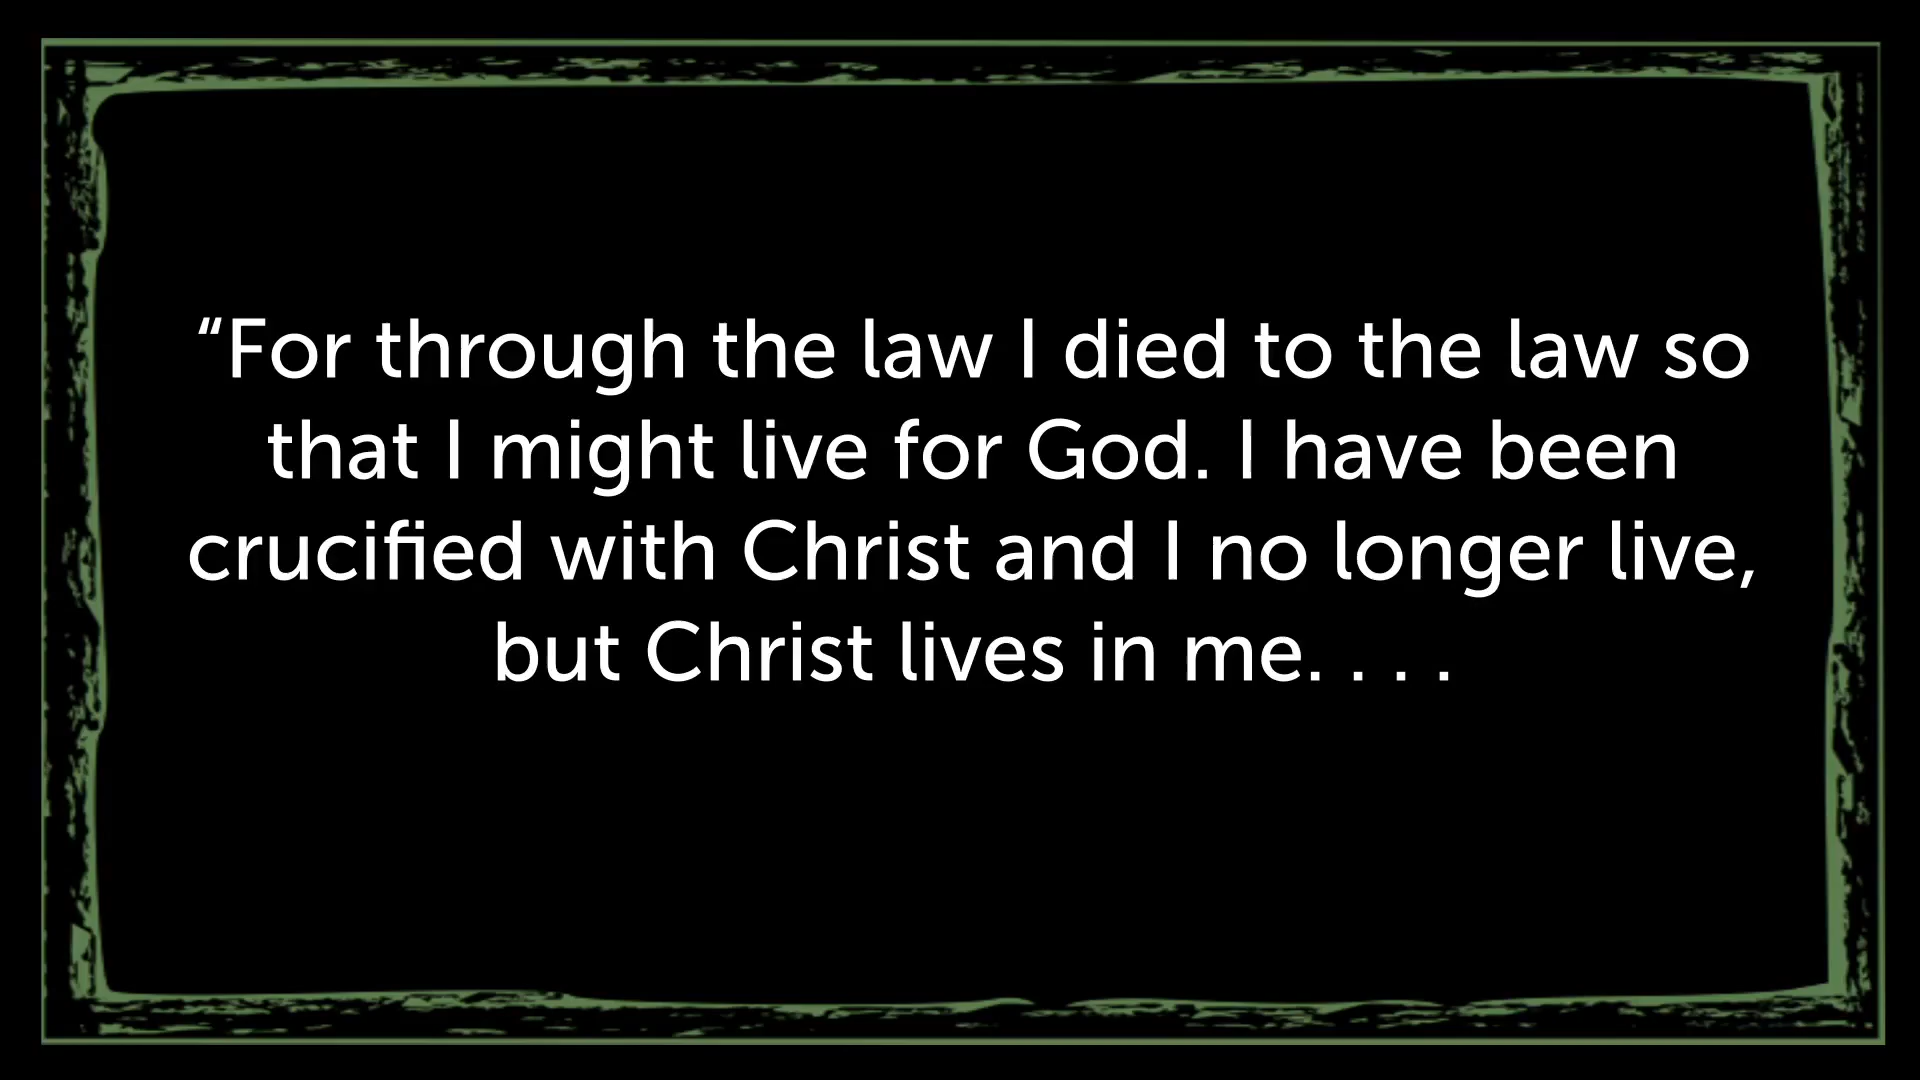 “For through the law I died to the law so
that I might live for God. I have been
crucified with Christ and I no longer live,
but Christ lives in me. . . .